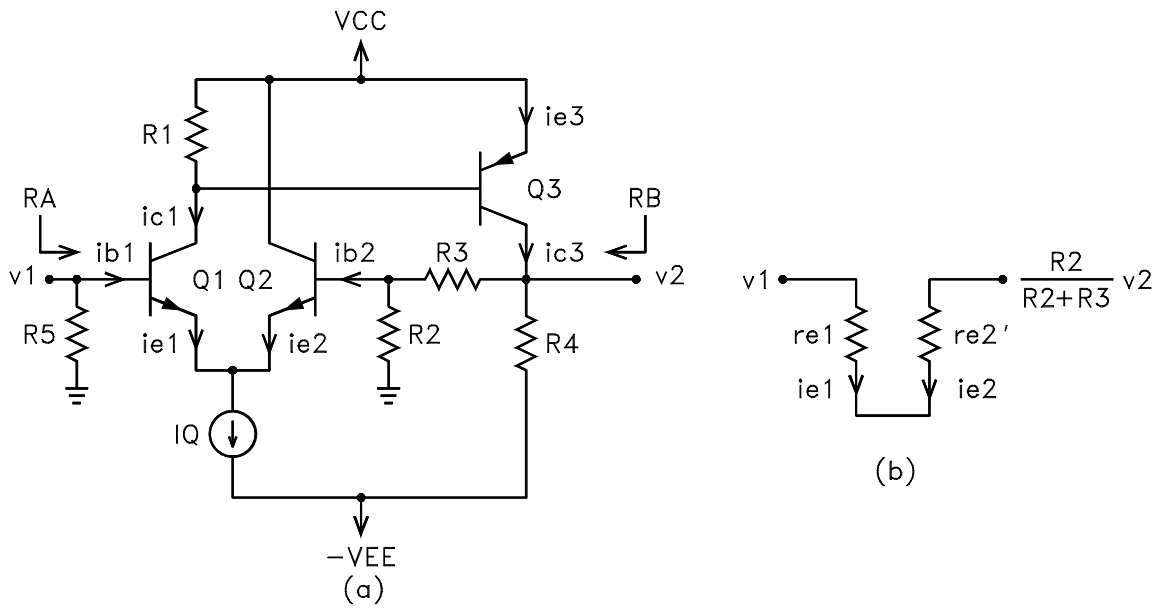 VCC
ie3
R1
Q3
RA
RB
ic1
ic3
ib1
ib2
R3
v1
Q1
Q2
v2
R5
ie1
ie2
R2
R4
IQ
-VEE
(a)
v1
R2
R2+R3
v2
re1
re2'
ie1
ie2
(b)